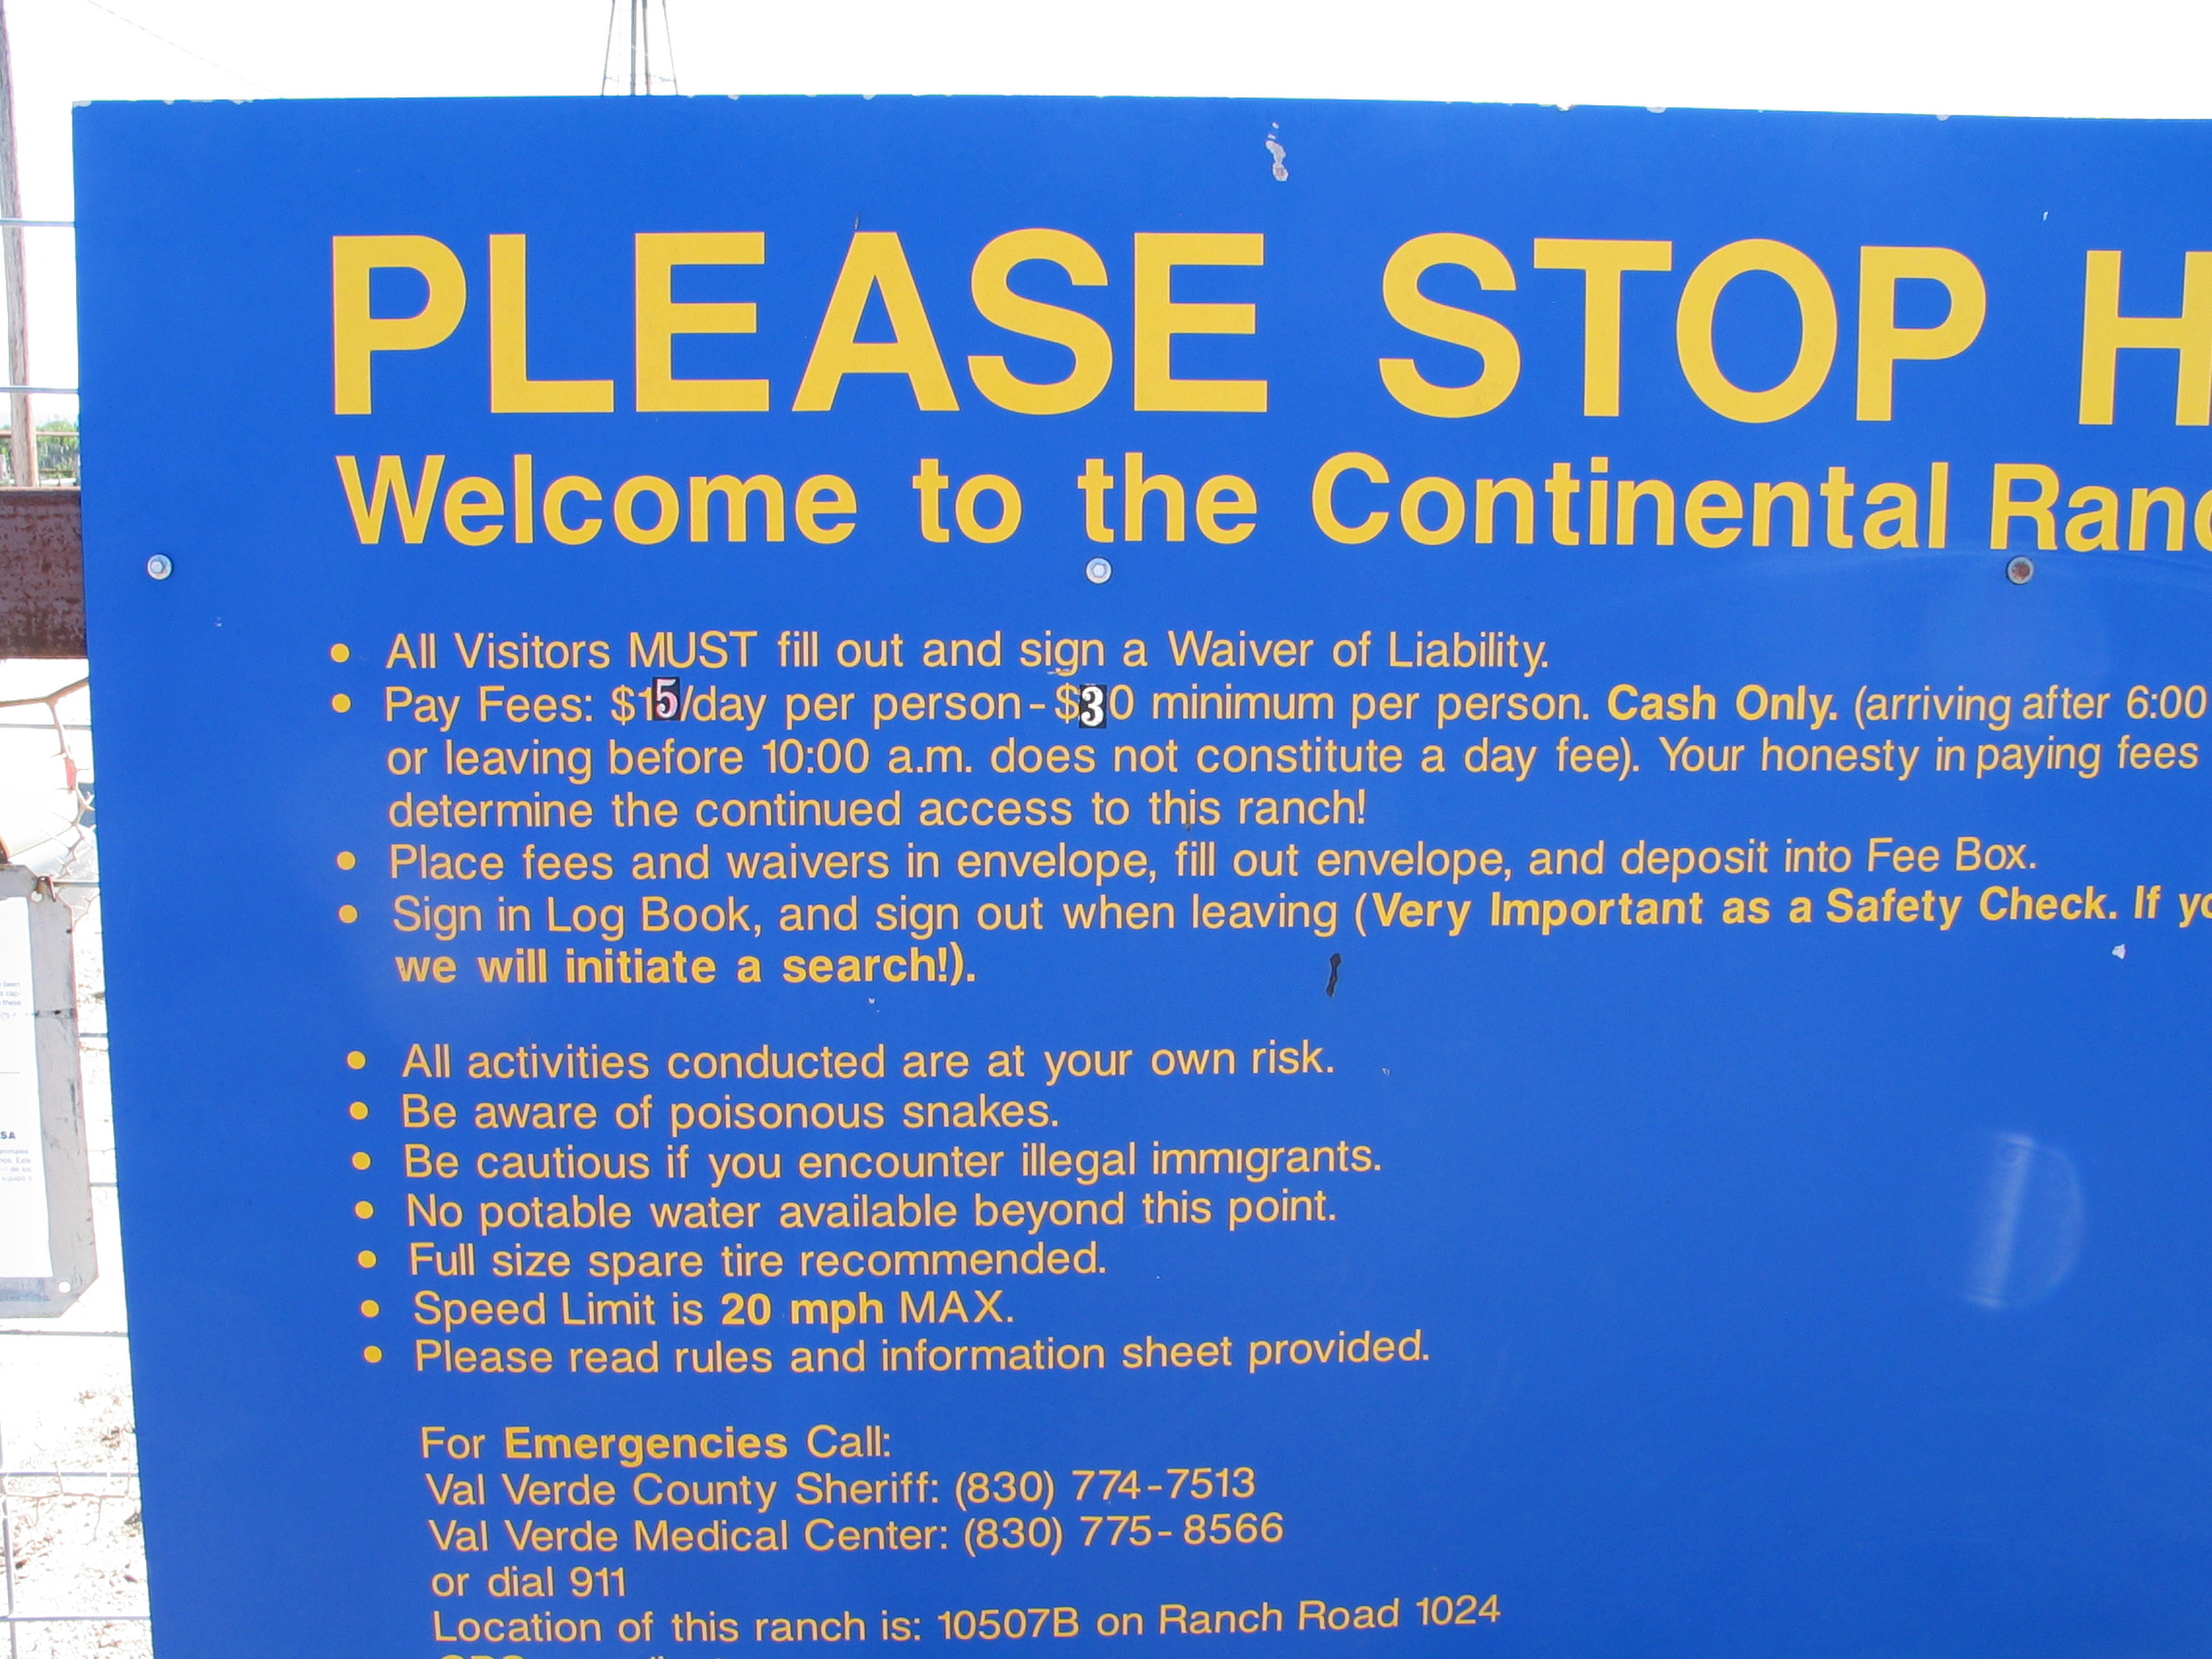 PLEASE STOP H
Welcome to the Continental Ranc
• All Visitors MUST fill out and sign a Waiver of Liability.
• Pay Fees: $15/day per person - $30 minimum per person. Cash Only. (arriving after 6:00
or leaving before 10:00 a.m. does not constitute a day fee). Your honesty in paying fees
determine the continued access to this ranch!
• Place fees and waivers in envelope, fill out envelope, and deposit into Fee Box.
• Sign in Log Book, and sign out when leaving (Very Important as a Safety Check. If yo
we will initiate a search!).
• All activities conducted are at your own risk.
• Be aware of poisonous snakes.
• Be cautious if you encounter illegal immigrants.
• No potable water available beyond this point.
• Full size spare tire recommended.
• Speed Limit is 20 mph MAX.
• Please read rules and information sheet provided.
For Emergencies Call:
Val Verde County Sheriff: (830) 774-7513
Val Verde Medical Center: (830) 775-8566
or dial 911
Location of this ranch is: 10507B on Ranch Road 1024